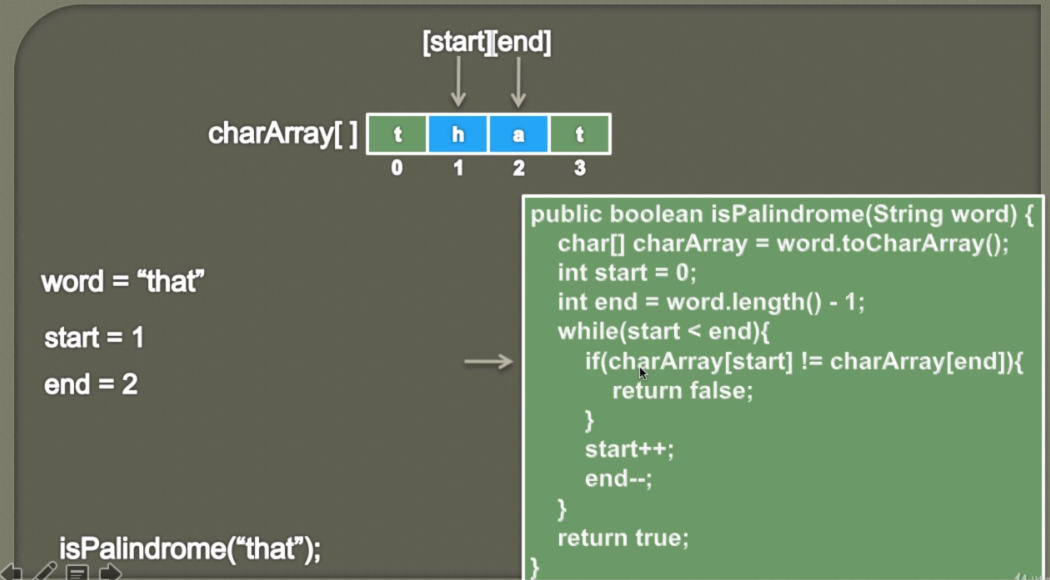 [start][end]
charArray[ ] t h a t
0 1 2 3
word = “that”
start = 1
end = 2
isPalindrome(“that”);
public boolean isPalindrome(String word) {
char[] charArray = word.toCharArray();
int start = 0;
int end = word.length() - 1;
while(start < end){
if(charArray[start] != charArray[end]){
return false;
}
start++;
end--;
}
return true;
}